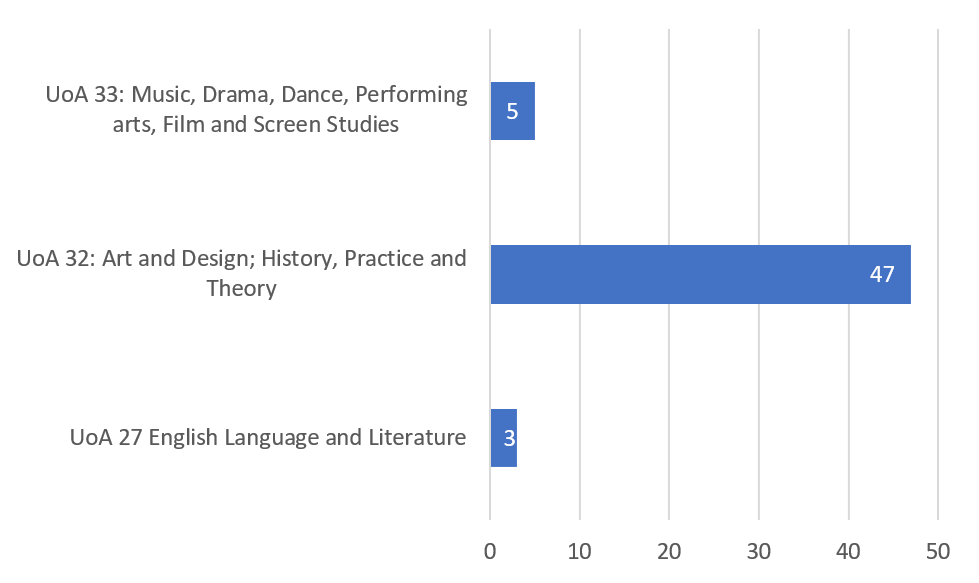 UoA 33: Music, Drama, Dance, Performing
arts, Film and Screen Studies
5
UoA 32: Art and Design; History, Practice and
Theory
47
UoA 27 English Language and Literature
3
0 10 20 30 40 50